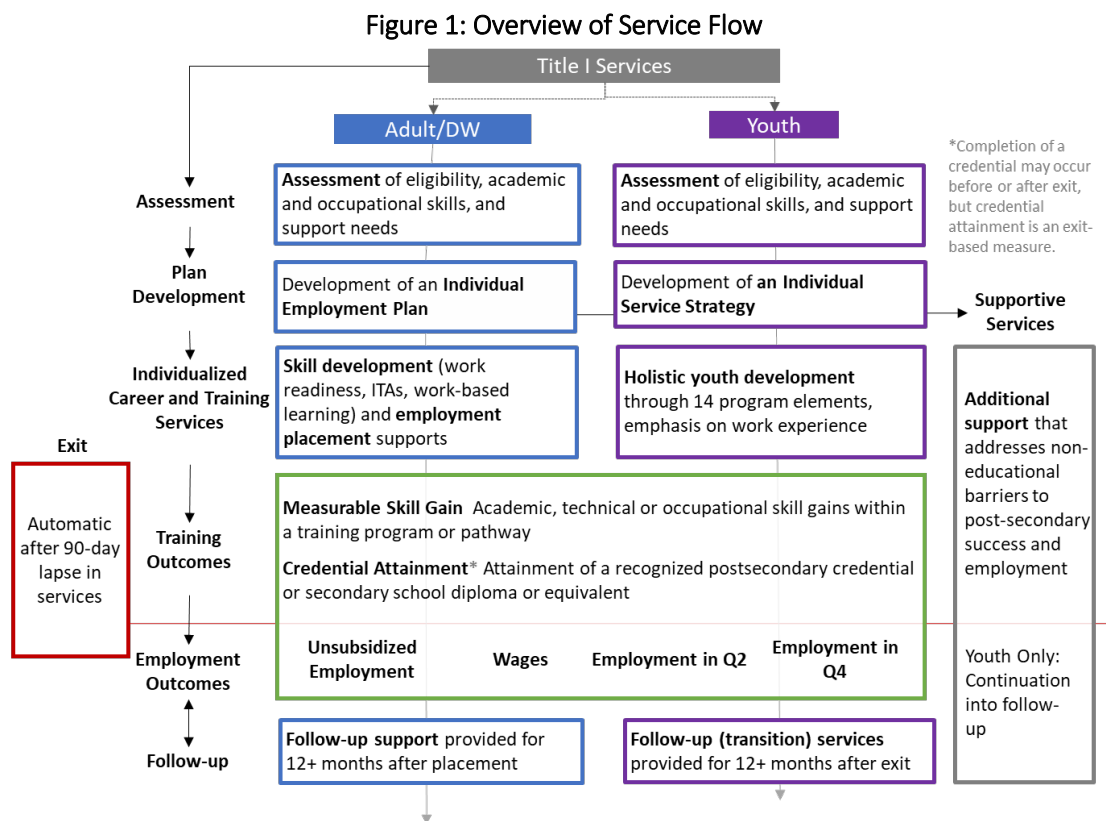 Figure 1: Overview of Service Flow
Title I Services
Adult/DW
Youth
*Completion of a
credential may occur
before or after exit,
but credential
attainment is an exit-
based measure.
Assessment
Assessment of eligibility, academic
and occupational skills, and
support needs
Assessment of eligibility, academic
and occupational skills, and support
needs
Plan
Development
Development of an Individual
Employment Plan
Development of an Individual
Service Strategy
Supportive
Services
Individualized
Career and Training
Services
Skill development (work
readiness, ITAs, work-based
learning) and employment
placement supports
Holistic youth development
through 14 program elements,
emphasis on work experience
Additional
support that
addresses non-
educational
barriers to
post-secondary
success and
employment
Exit
Automatic
after 90-day
lapse in
services
Training
Outcomes
Measurable Skill Gain Academic, technical or occupational skill gains within
a training program or pathway
Credential Attainment* Attainment of a recognized postsecondary credential
or secondary school diploma or equivalent
Employment
Outcomes
Unsubsidized
Employment
Wages
Employment in Q2
Employment in
Q4
Youth Only:
Continuation
into follow-
up
Follow-up
Follow-up support provided for
12+ months after placement
Follow-up (transition) services
provided for 12+ months after exit